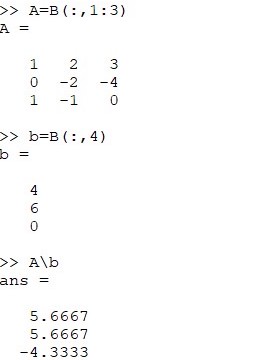 >> A=B(:,1:3)
A =
1 2 3
0 -2 -4
1 -1 0
>> b=B(:,4)
b =
4
6
0
>> A\b
ans =
5.6667
5.6667
-4.3333